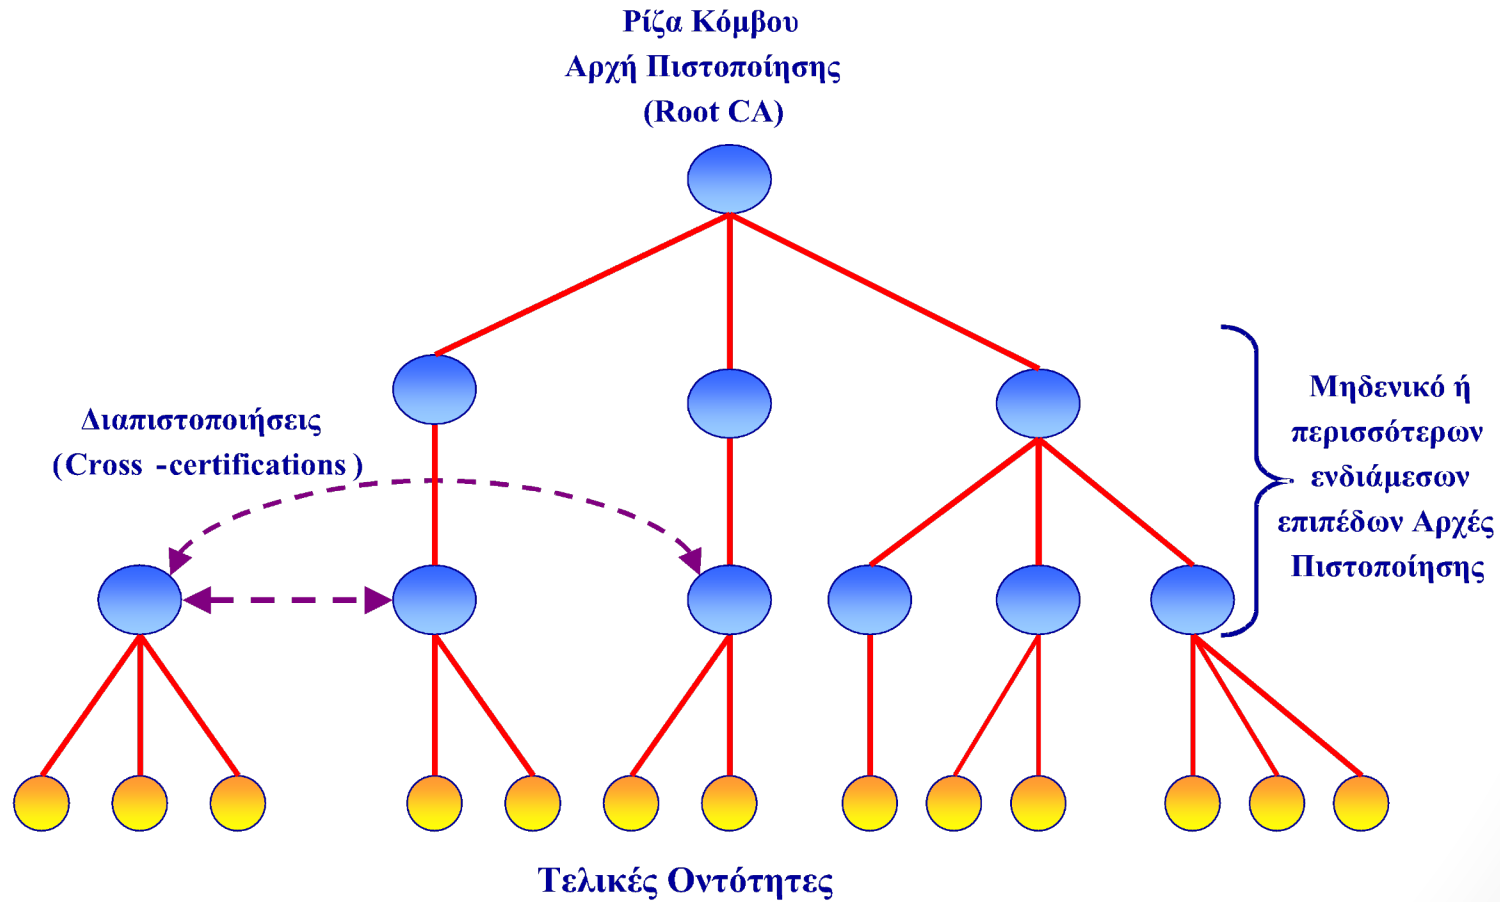 Ρίζα Κόμβου
Αρχή Πιστοποίησης
(Root CA)
Διαπιστοποιήσεις
(Cross -certifications)
Μηδενικό ή
περισσότερων
ενδιάμεσων
επιπέδων Αρχές
Πιστοποίησης
Τελικές Οντότητες